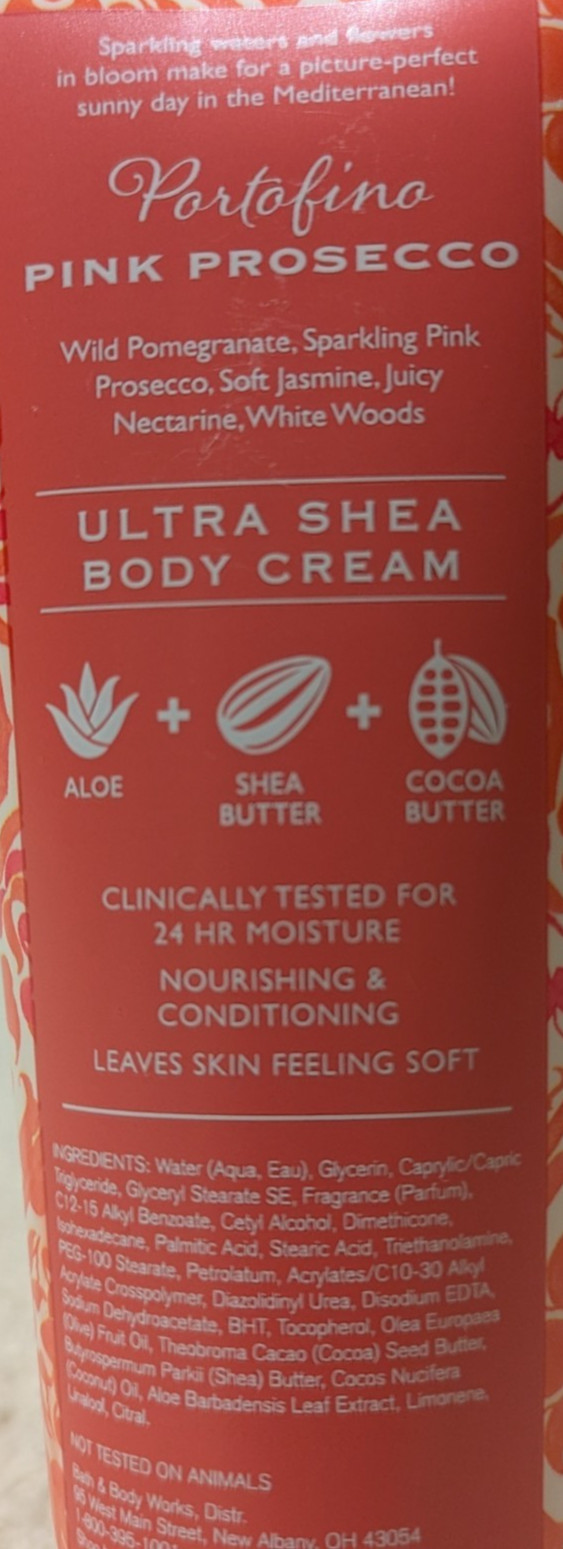 Sparkling waters and flowers
in bloom make for a picture-perfect
sunny day in the Mediterranean!
Portofino
PINK PROSECCO
Wild Pomegranate, Sparkling Pink
Prosecco, Soft Jasmine, Juicy
Nectarine, White Woods
ULTRA SHEA
BODY CREAM
ALOE + SHEA BUTTER + COCOA BUTTER
CLINICALLY TESTED FOR
24 HR MOISTURE
NOURISHING &
CONDITIONING
LEAVES SKIN FEELING SOFT
INGREDIENTS: Water (Aqua, Eau), Glycerin, Caprylic/Capric
Triglyceride, Glyceryl Stearate SE, Fragrance (Parfum),
C12-15 Alkyl Benzoate, Cetyl Alcohol, Dimethicone,
Isohexadecane, Palmitic Acid, Stearic Acid, Triethanolamine,
PEG-100 Stearate, Petrolatum, Acrylates/C10-30 Alkyl
Acrylate Crosspolymer, Diazolidinyl Urea, Disodium EDTA,
Sodium Dehydroacetate, BHT, Tocopherol, Olea Europaea
(Olive) Fruit Oil, Theobroma Cacao (Cocoa) Seed Butter,
Butyrospermum Parkii (Shea) Butter, Cocos Nucifera
(Coconut) Oil, Aloe Barbadensis Leaf Extract, Limonene,
Linalool, Citral.
NOT TESTED ON ANIMALS
Bath & Body Works, Distr.
95 West Main Street, New Albany, OH 43054